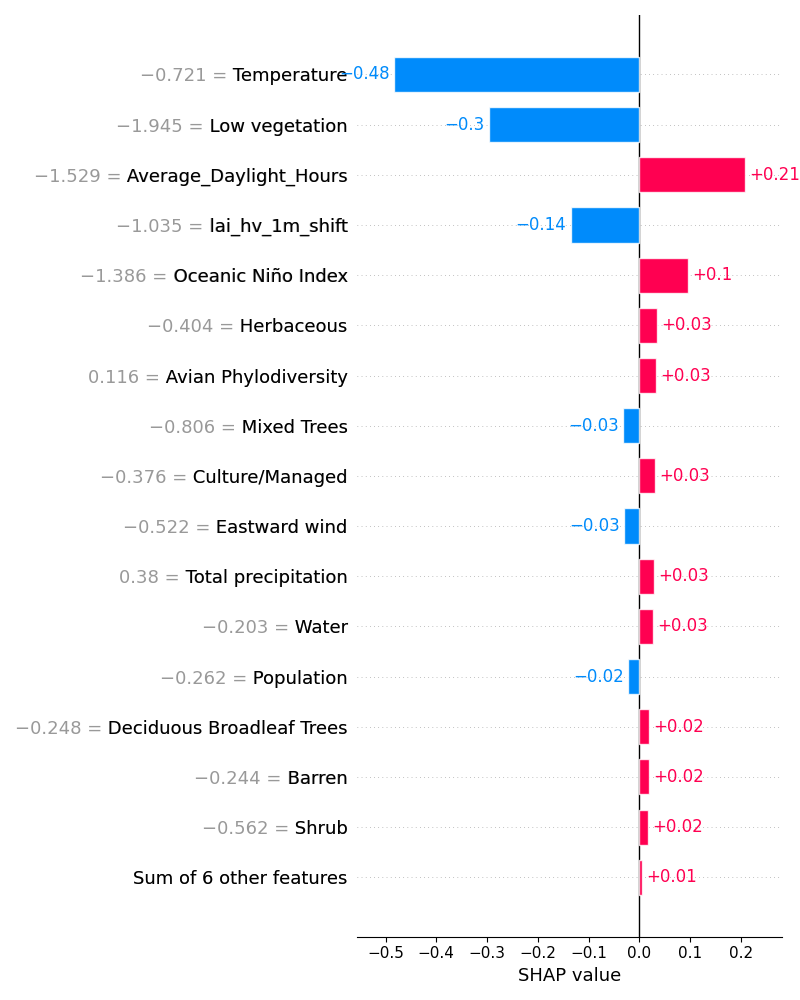 −0.721 = Temperature −0.48
−1.945 = Low vegetation −0.3
−1.529 = Average_Daylight_Hours +0.21
−1.035 = lai_hv_1m_shift −0.14
−1.386 = Oceanic Niño Index +0.1
−0.404 = Herbaceous +0.03
0.116 = Avian Phylodiversity +0.03
−0.806 = Mixed Trees −0.03
−0.376 = Culture/Managed +0.03
−0.522 = Eastward wind −0.03
0.38 = Total precipitation +0.03
−0.203 = Water +0.03
−0.262 = Population −0.02
−0.248 = Deciduous Broadleaf Trees +0.02
−0.244 = Barren +0.02
−0.562 = Shrub +0.02
Sum of 6 other features +0.01
−0.5 −0.4 −0.3 −0.2 −0.1 0.0 0.1 0.2
SHAP value